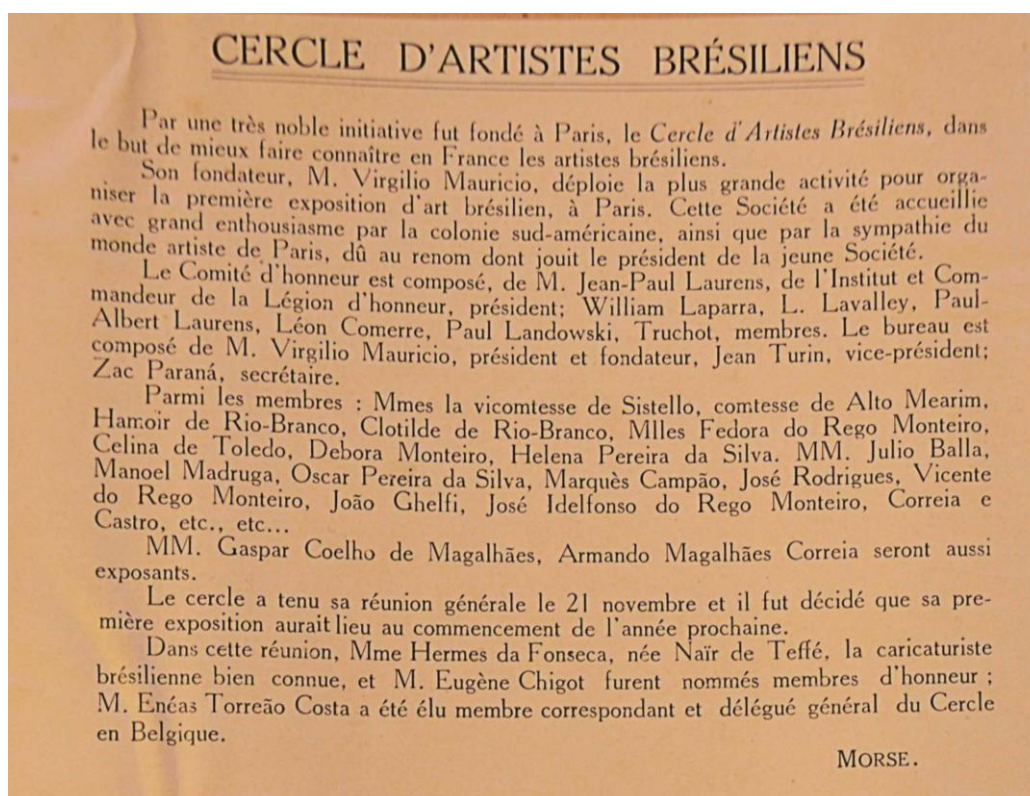 CERCLE D'ARTISTES BRÉSILIENS
Par une très noble initiative fut fondé à Paris, le Cercle d'Artistes Brésiliens, dans
le but de mieux faire connaître en France les artistes brésiliens.
Son fondateur, M. Virgilio Mauricio, déploie la plus grande activité pour orga-
niser la première exposition d'art brésilien, à Paris. Cette Société a été accueillie
avec grand enthousiasme par la colonie sud-américaine, ainsi que par la sympathie du
monde artiste de Paris, dû au renom dont jouit le président de la jeune Société.
Le Comité d'honneur est composé, de M. Jean-Paul Laurens, de l'Institut et Com-
mandeur de la Légion d'honneur, président; William Laparra, L. Lavalley, Paul-
Albert Laurens, Léon Comerre, Paul Landowski, Truchot, membres. Le bureau est
composé de M. Virgilio Mauricio, président et fondateur, Jean Turin, vice-président;
Zac Paraná, secrétaire.
Parmi les membres : Mmes la vicomtesse de Sistello, comtesse de Alto Mearim,
Hamoir de Rio-Branco, Clotilde de Rio-Branco, Mlles Fedora do Rego Monteiro,
Celina de Toledo, Debora Monteiro, Helena Pereira da Silva. MM. Julio Balla,
Manoel Madruga, Oscar Pereira da Silva, Marquès Campão, José Rodrigues, Vicente
do Rego Monteiro, João Ghelfi, José Idelfonso do Rego Monteiro, Correia e
Castro, etc., etc...
MM. Gaspar Coelho de Magalhães, Armando Magalhães Correia seront aussi
exposants.
Le cercle a tenu sa réunion générale le 21 novembre et il fut décidé que sa pre-
mière exposition aurait lieu au commencement de l'année prochaine.
Dans cette réunion, Mme Hermes da Fonseca, née Naïr de Teffé, la caricaturiste
brésilienne bien connue, et M. Eugène Chigot furent nommés membres d'honneur ;
M. Enéas Torreão Costa a été élu membre correspondant et délégué général du Cercle
en Belgique.
MORSE.